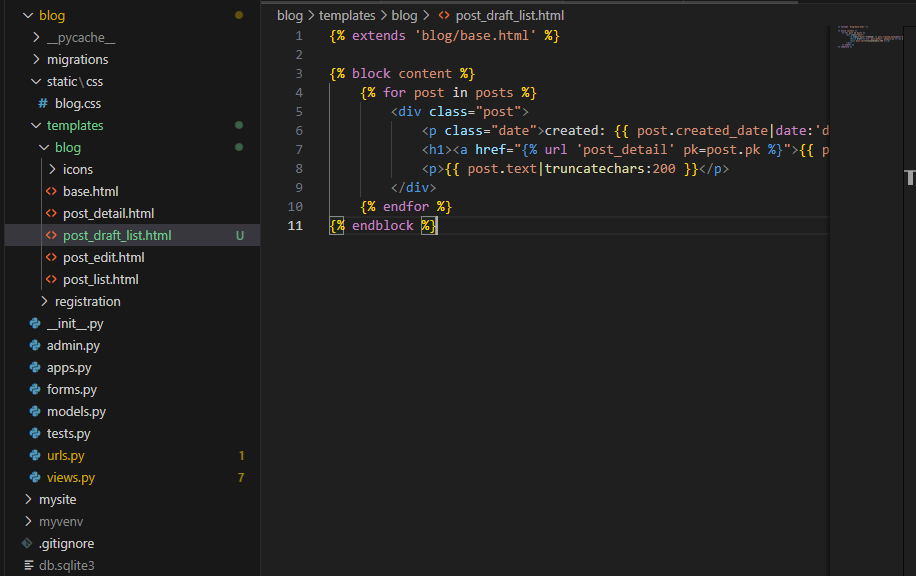 blog
__pycache__
migrations
static\css
# blog.css
templates
blog
icons
<> base.html
<> post_detail.html
<> post_draft_list.html U
<> post_edit.html
<> post_list.html
registration
__init__.py
admin.py
apps.py
forms.py
models.py
tests.py
urls.py 1
views.py 7
mysite
myvenv
.gitignore
db.sqlite3
blog > templates > blog > <> post_draft_list.html
1 {% extends 'blog/base.html' %}
2
3 {% block content %}
4 {% for post in posts %}
5 <div class="post">
6 <p class="date">created: {{ post.created_date|date:'d
7 <h1><a href="{% url 'post_detail' pk=post.pk %}">{{ p
8 <p>{{ post.text|truncatechars:200 }}</p>
9 </div>
10 {% endfor %}
11 {% endblock %}
T